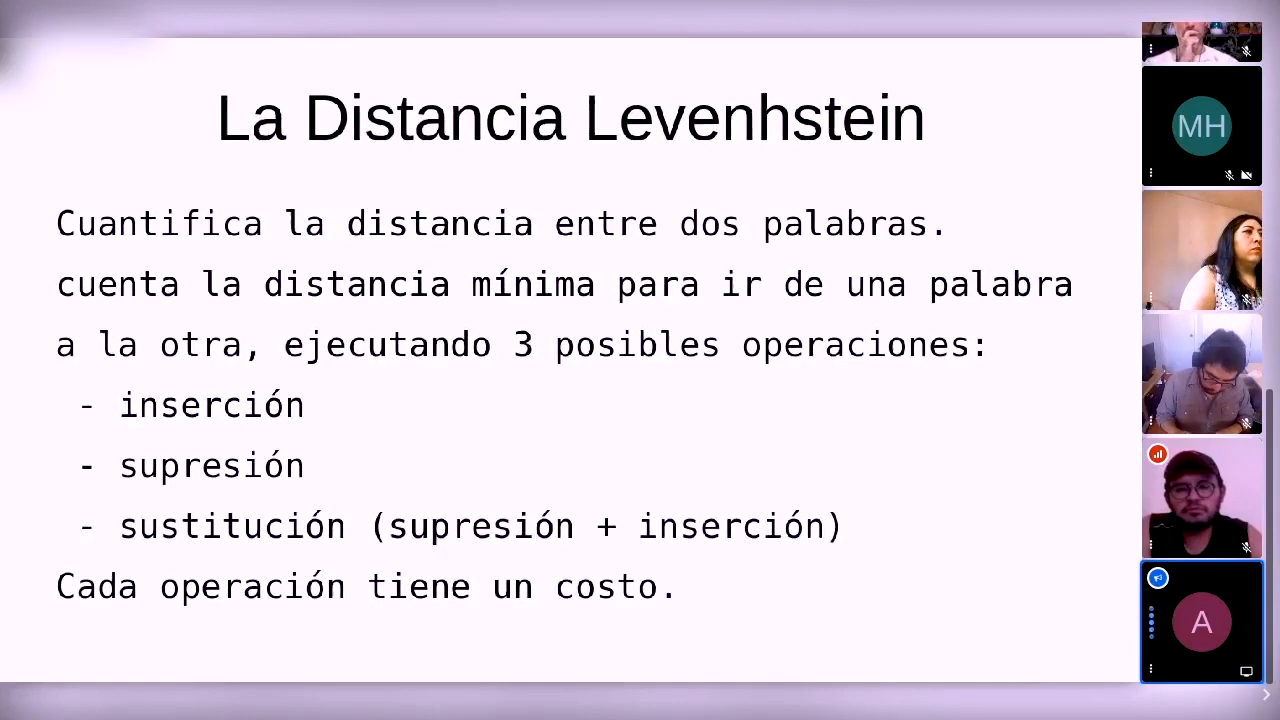 La Distancia Levenhstein
Cuantifica la distancia entre dos palabras.
cuenta la distancia mínima para ir de una palabra
a la otra, ejecutando 3 posibles operaciones:
- inserción
- supresión
- sustitución (supresión + inserción)
Cada operación tiene un costo.
MH
A